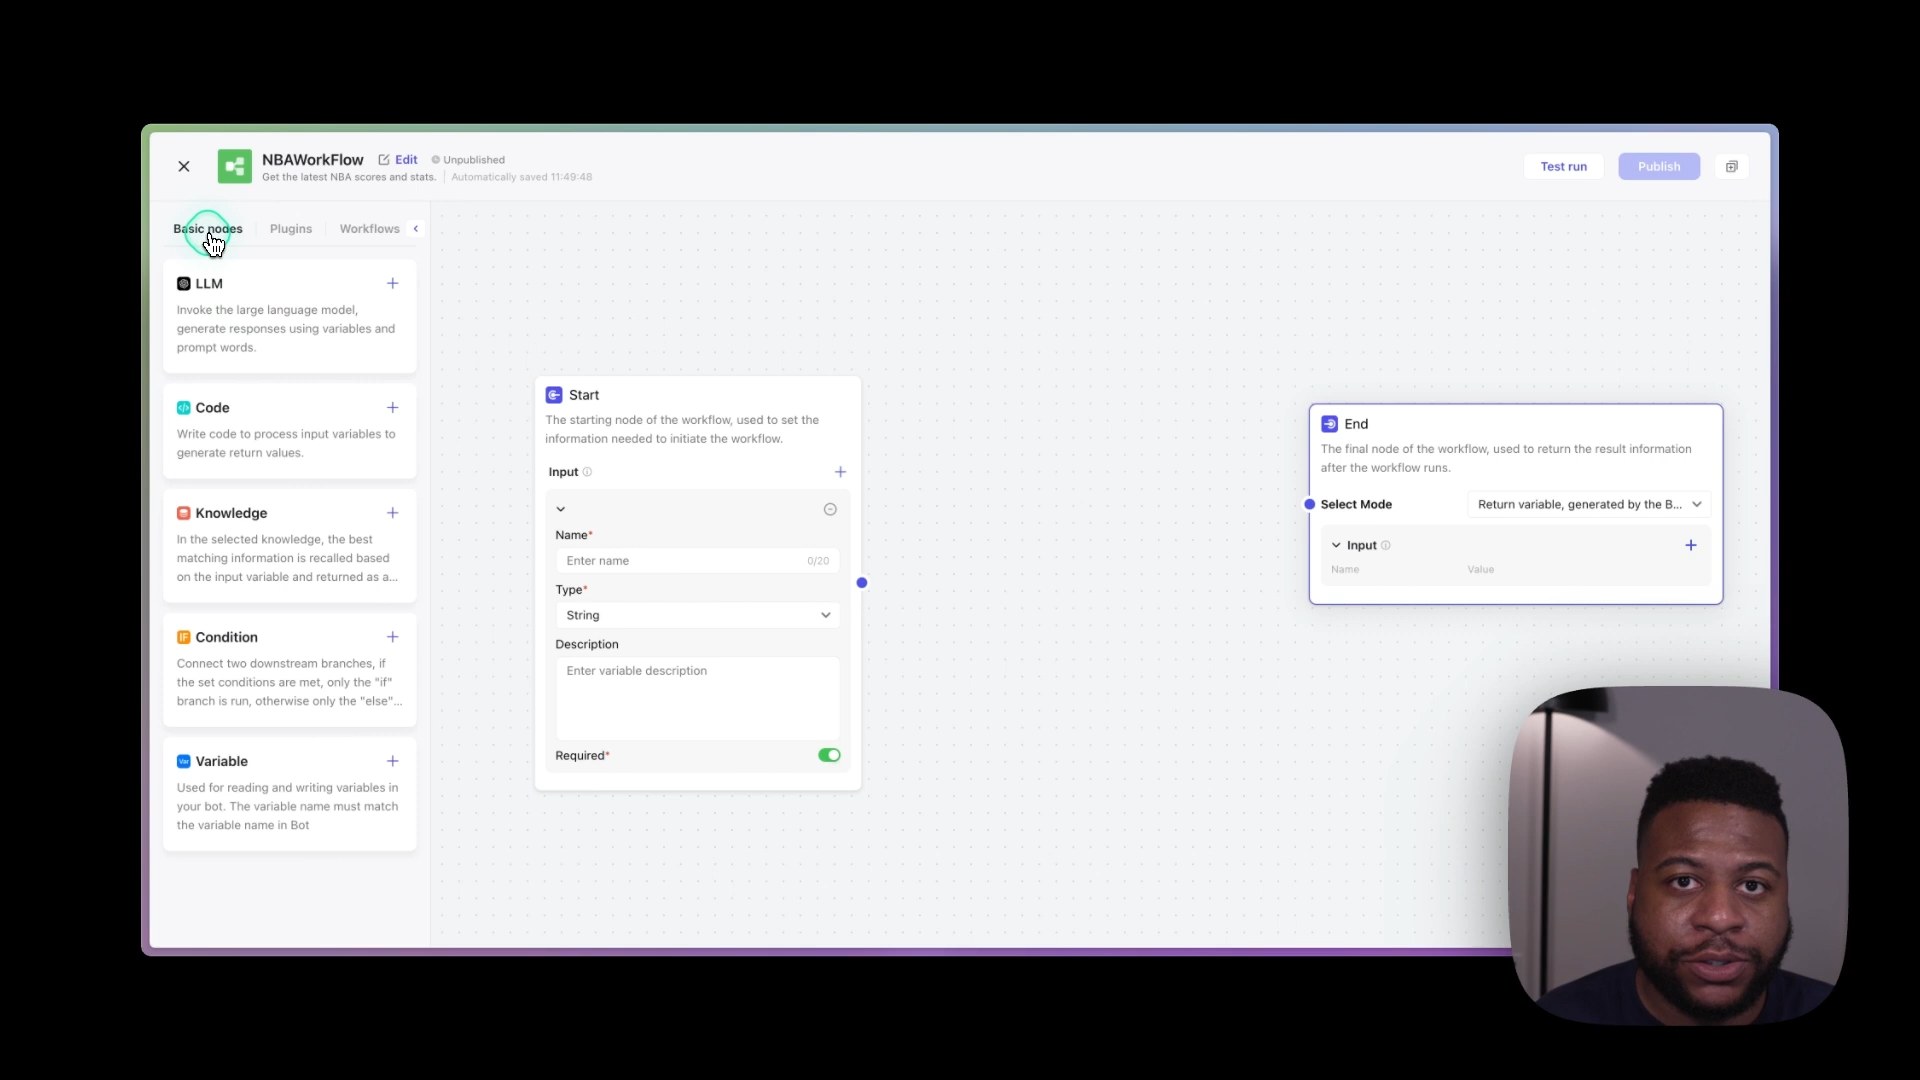 NBAWorkFlow Edit Unpublished
Get the latest NBA scores and stats. Automatically saved 11:49:48
Test run Publish
Basic nodes Plugins Workflows
LLM
Invoke the large language model,
generate responses using variables and
prompt words.
Code
Write code to process input variables to
generate return values.
Knowledge
In the selected knowledge, the best
matching information is recalled based
on the input variable and returned as a...
Condition
Connect two downstream branches, if
the set conditions are met, only the "if"
branch is run, otherwise only the "else"...
Variable
Used for reading and writing variables in
your bot. The variable name must match
the variable name in Bot
Start
The starting node of the workflow, used to set the
information needed to initiate the workflow.
Input
Name*
Enter name 0/20
Type*
String
Description
Enter variable description
Required*
End
The final node of the workflow, used to return the result information
after the workflow runs.
Select Mode Return variable, generated by the B...
Input
Name Value
IF
Var